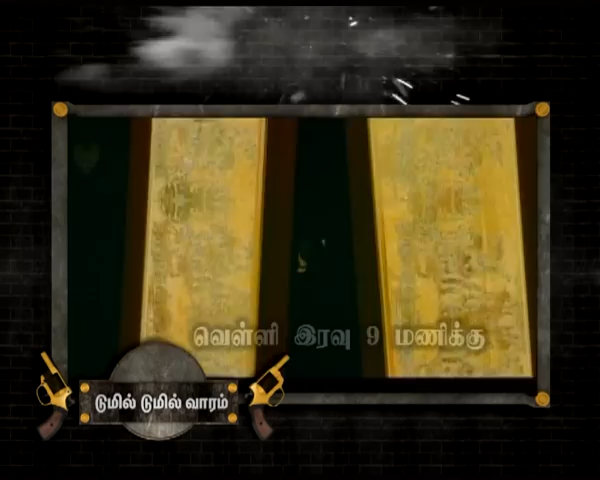 வெள்ளி இரவு 9 மணிக்கு
டுமில் டுமில் வாரம்